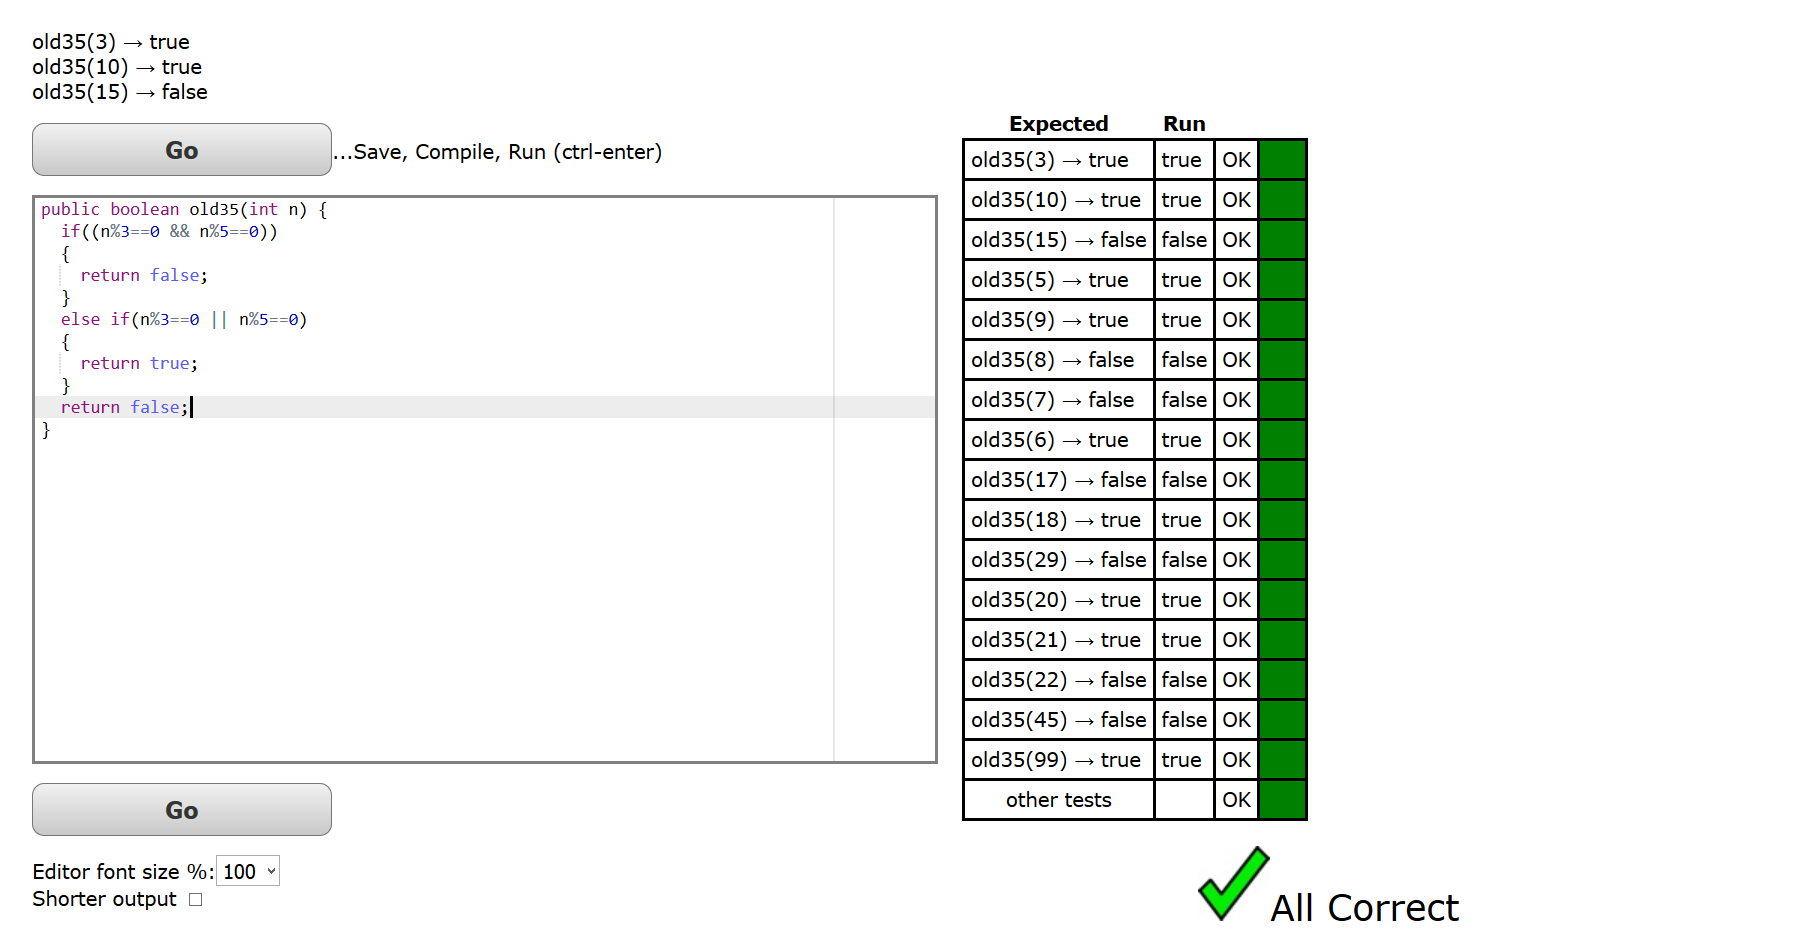 old35(3) → true
old35(10) → true
old35(15) → false
Go
...Save, Compile, Run (ctrl-enter)
public boolean old35(int n) {
if((n%3==0 && n%5==0))
{
return false;
}
else if(n%3==0 || n%5==0)
{
return true;
}
return false;
}
Go
Editor font size %: 100
Shorter output
Expected Run
old35(3) → true true OK
old35(10) → true true OK
old35(15) → false false OK
old35(5) → true true OK
old35(9) → true true OK
old35(8) → false false OK
old35(7) → false false OK
old35(6) → true true OK
old35(17) → false false OK
old35(18) → true true OK
old35(29) → false false OK
old35(20) → true true OK
old35(21) → true true OK
old35(22) → false false OK
old35(45) → false false OK
old35(99) → true true OK
other tests OK
All Correct